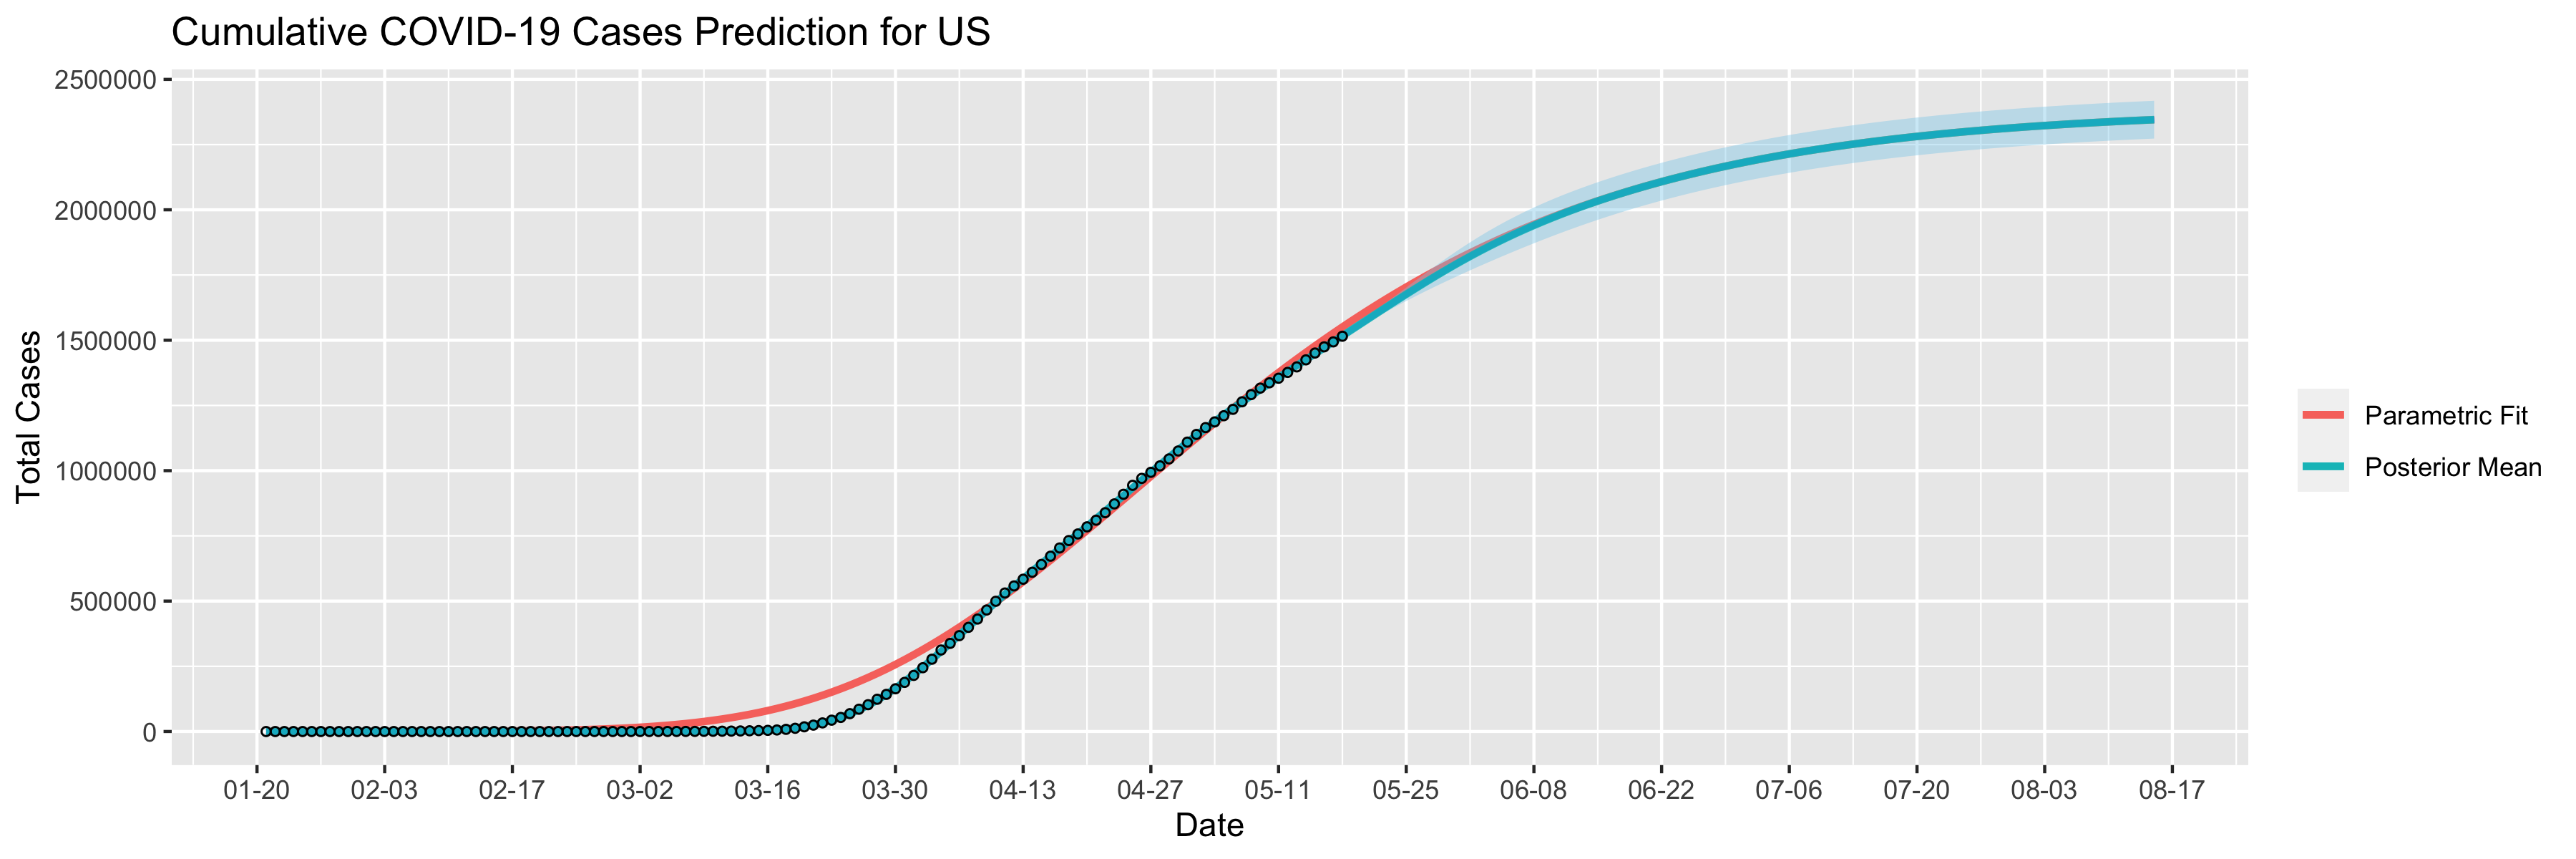 Cumulative COVID-19 Cases Prediction for US
2500000
2000000
1500000
1000000
500000
0
Total Cases
01-20 02-03 02-17 03-02 03-16 03-30 04-13 04-27 05-11 05-25 06-08 06-22 07-06 07-20 08-03 08-17
Date
Parametric Fit
Posterior Mean